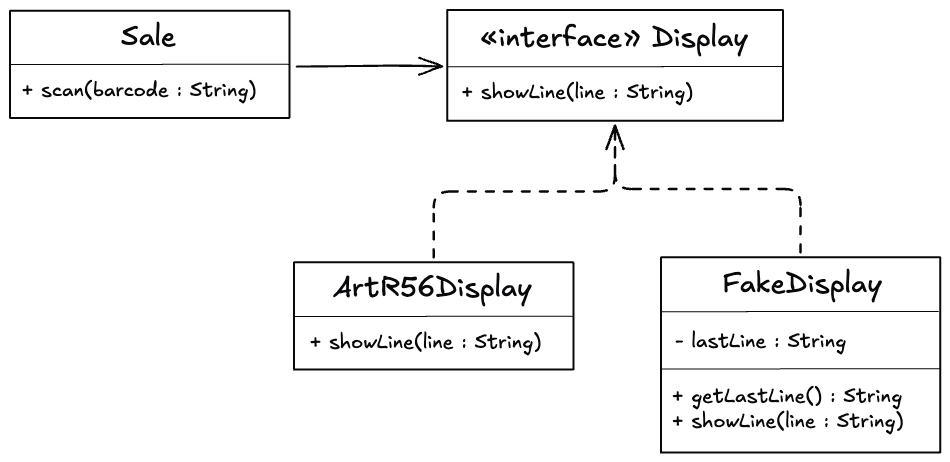 Sale
+ scan(barcode : String)
«interface» Display
+ showLine(line : String)
ArtR56Display
+ showLine(line : String)
FakeDisplay
- lastLine : String
+ getLastLine() : String
+ showLine(line : String)